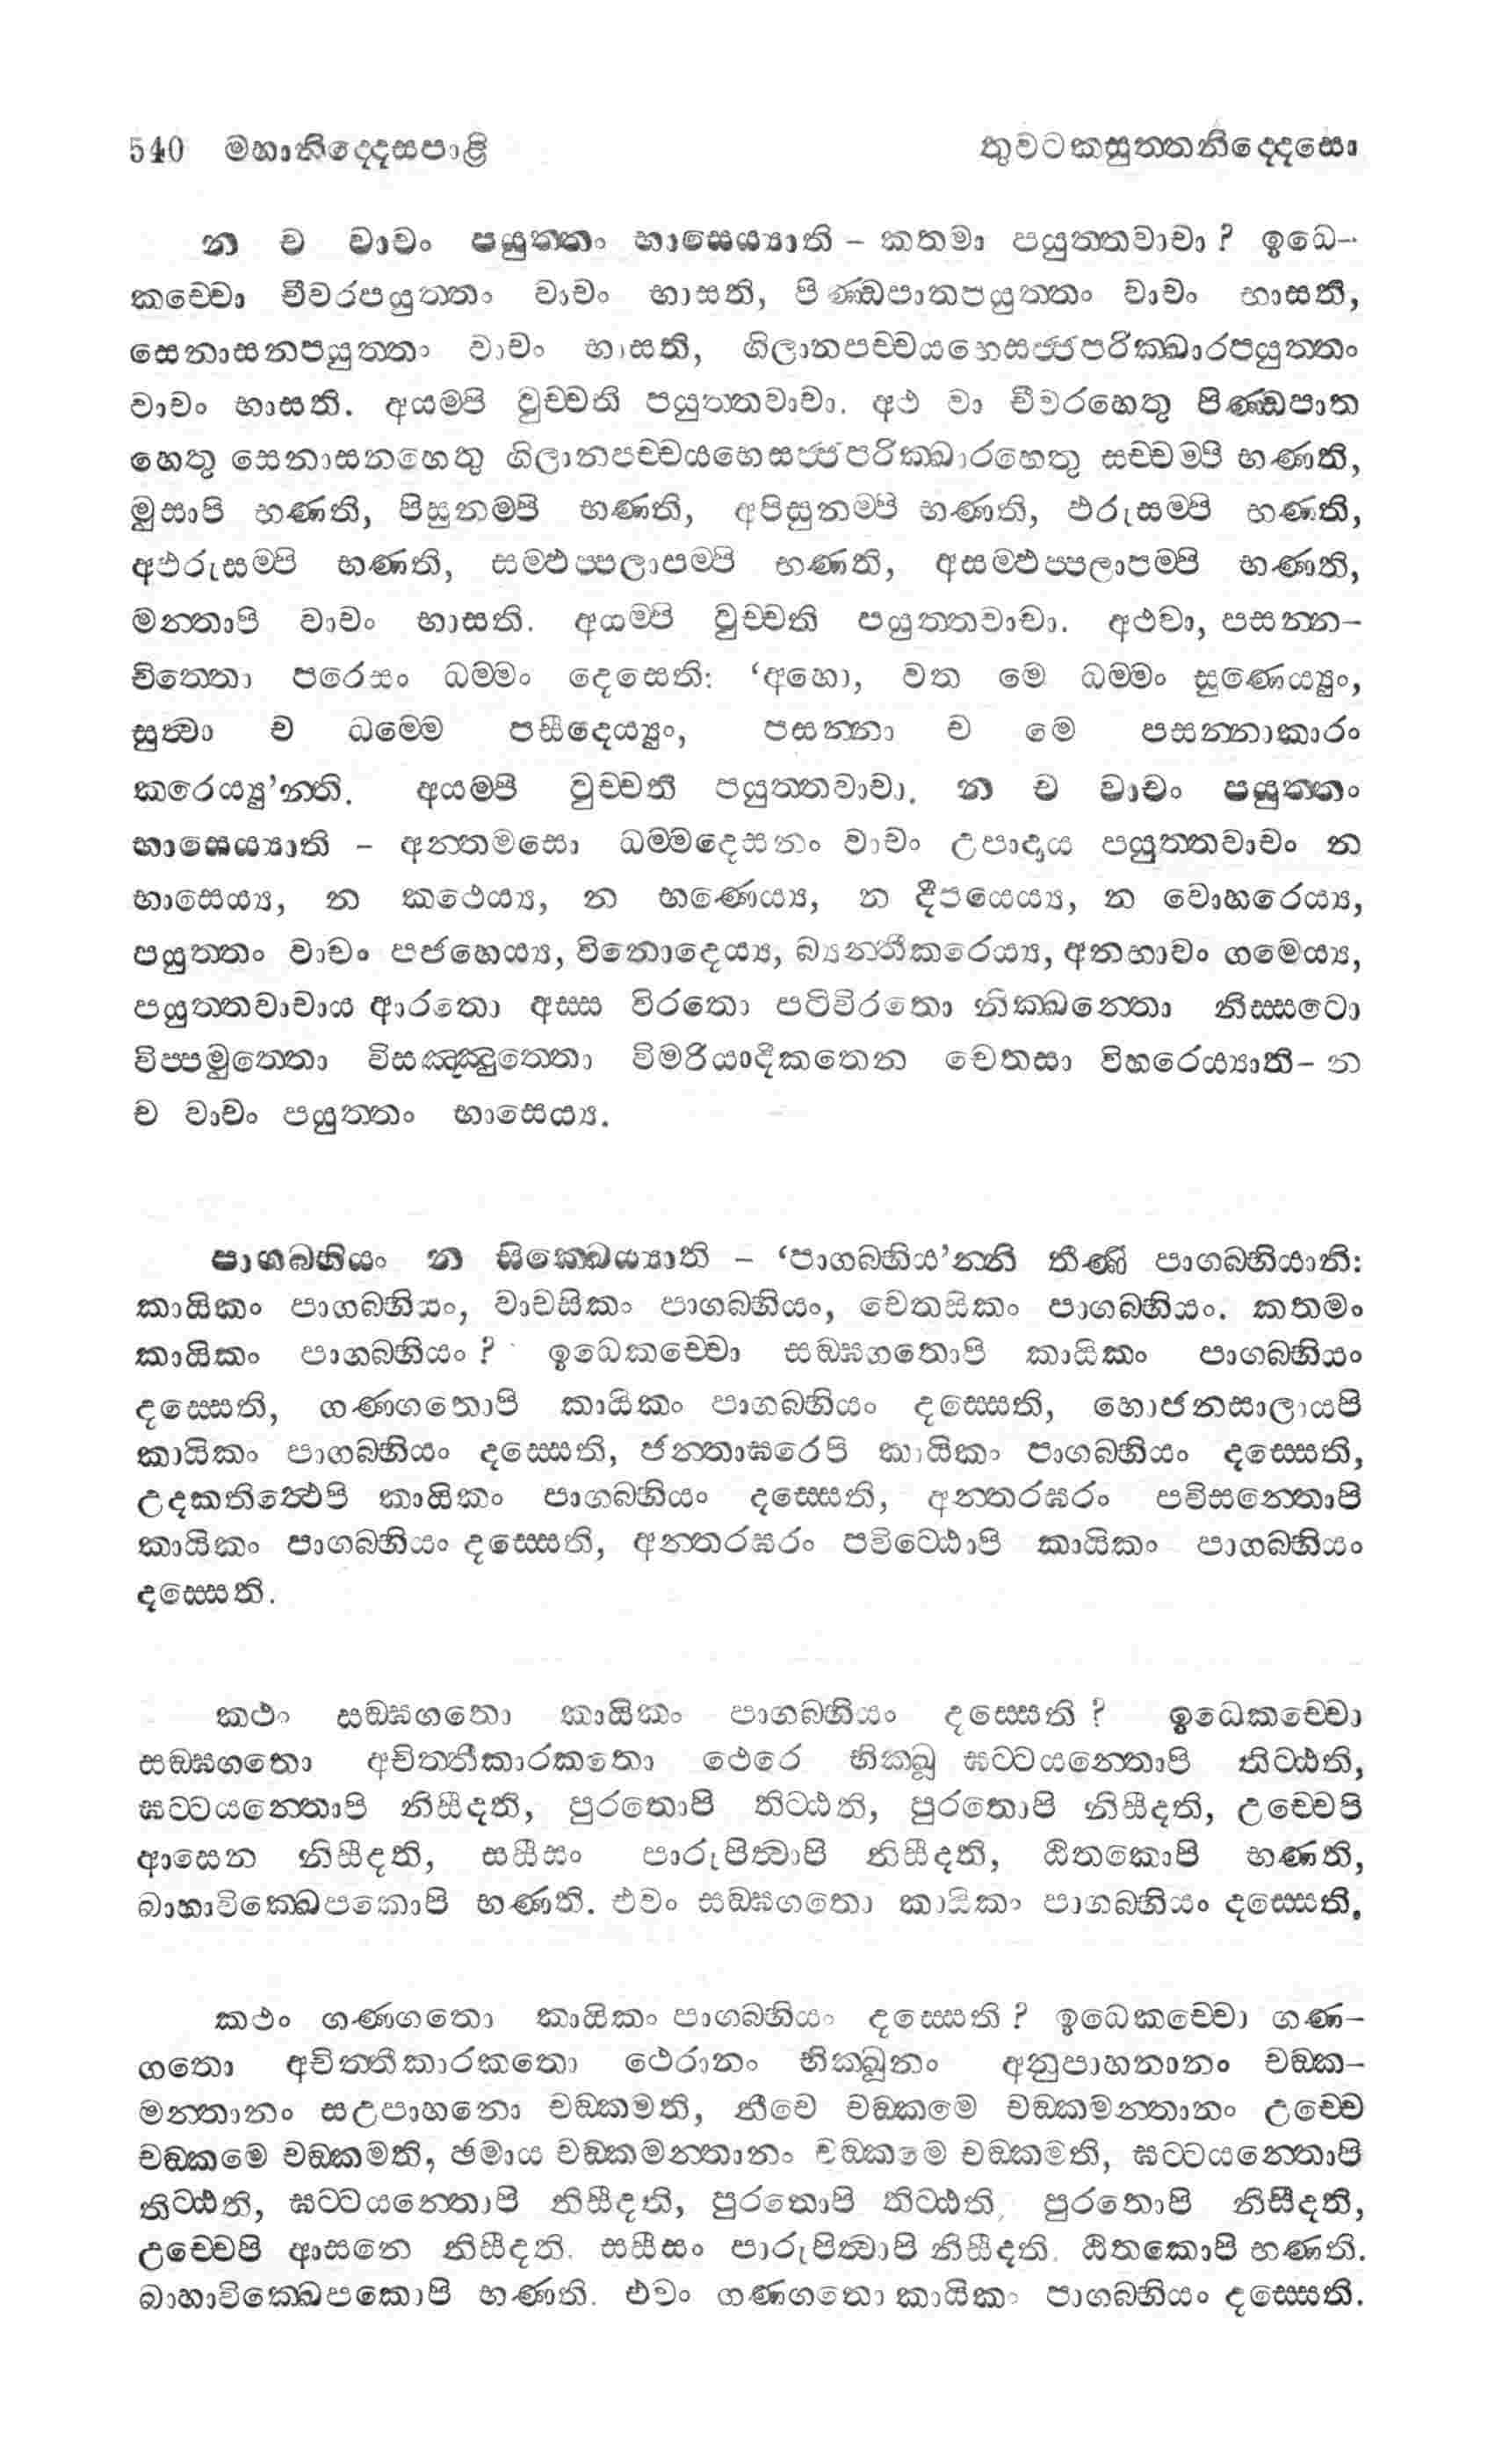 540 මහානිද්දෙසපාළි තුවටකසුත්තනිද්දෙසො
න ච වාචං පයුත්තං භාසෙය්‍යාති – කතමා පයුත්තවාචා? ඉධෙ–
කච්චො චීවරපයුත්තං වාචං භාසති, පිණ්ඩපාතපයුත්තං වාචං භාසති,
සෙනාසනපයුත්තං වාචං භාසති, ගිලානපච්චයභෙසජ්ජපරික්ඛාරපයුත්තං
වාචං භාසති. අයම්පි වුච්චති පයුත්තවාචා. අථ වා චීවරහෙතු පිණ්ඩපාත
හෙතු සෙනාසනහෙතු ගිලානපච්චයභෙසජ්ජපරික්ඛාරහෙතු සච්චම්පි භණති,
මුසාපි භණති, පිසුනම්පි භණති, අපිසුනම්පි භණති, ඵරුසම්පි භණති,
අඵරුසම්පි භණති, සම්ඵප්පලාපම්පි භණති, අසම්ඵප්පලාපම්පි භණති,
මන්තාපි වාචං භාසති. අයම්පි වුච්චති පයුත්තවාචා. අථවා, පසන්න–
චිත්තො පරෙසං ධම්මං දෙසෙති: ‘අහො, වත මෙ ධම්මං සුණෙය්‍යුං,
සුත්වා ච ධම්මෙ පසීදෙය්‍යුං, පසන්නා ච මෙ පසන්නාකාරං
කරෙය්‍යු’න්ති. අයම්පි වුච්චති පයුත්තවාචා. න ච වාචං පයුත්තං
භාසෙය්‍යාති – අන්තමසො ධම්මදෙසනං වාචං උපාදාය පයුත්තවාචං න
භාසෙය්‍ය, න කථෙය්‍ය, න භණෙය්‍ය, න දීපයෙය්‍ය, න වොහරෙය්‍ය,
පයුත්තං වාචං පජහෙය්‍ය, විනොදෙය්‍ය, බ්‍යන්තීකරෙය්‍ය, අනභාවං ගමෙය්‍ය,
පයුත්තවාචාය ආරතො අස්ස විරතො පටිවිරතො නික්ඛන්තො නිස්සටො
විප්පමුත්තො විසඤ්ඤුත්තො විමරියාදීකතෙන චෙතසා විහරෙය්‍යාති– න
ච වාචං පයුත්තං භාසෙය්‍ය.
පාගබ්භියං න සික්ඛෙය්‍යාති – ‘පාගබ්භිය’න්ති තීණි පාගබ්භියානි:
කායිකං පාගබ්භියං, වාචසිකං පාගබ්භියං, චෙතසිකං පාගබ්භියං. කතමං
කායිකං පාගබ්භියං? ඉධෙකච්චො සඞ්ඝගතොපි කායිකං පාගබ්භියං
දස්සෙති, ගණගතොපි කායිකං පාගබ්භියං දස්සෙති, භොජනසාලායපි
කායිකං පාගබ්භියං දස්සෙති, ජන්තාඝරෙපි කායිකං පාගබ්භියං දස්සෙති,
උදකතිත්ථෙපි කායිකං පාගබ්භියං දස්සෙති, අන්තරඝරං පවිසන්තොපි
කායිකං පාගබ්භියං දස්සෙති, අන්තරඝරං පවිට්ඨොපි කායිකං පාගබ්භියං
දස්සෙති.
කථං සඞ්ඝගතො කායිකං පාගබ්භියං දස්සෙති? ඉධෙකච්චො
සඞ්ඝගතො අචිත්තීකාරකතො ථෙරෙ භික්ඛූ ඝට්ටයන්තොපි තිට්ඨති,
ඝට්ටයන්තොපි නිසීදති, පුරතොපි තිට්ඨති, පුරතොපි නිසීදති, උච්චෙපි
ආසෙන නිසීදති, සසීසං පාරුපිත්වාපි නිසීදති, ඨිතකොපි භණති,
බාහාවික්ඛෙපකොපි භණති. එවං සඞ්ඝගතො කායිකං පාගබ්භියං දස්සෙති.
කථං ගණගතො කායිකං පාගබ්භියං දස්සෙති? ඉධෙකච්චො ගණ–
ගතො අචිත්තීකාරකතො ථෙරානං භික්ඛූනං අනුපාහනානං චඞ්ක–
මන්තානං සඋපාහනො චඞ්කමති, නීචෙ චඞ්කමෙ චඞ්කමන්තානං උච්චෙ
චඞ්කමෙ චඞ්කමති, ඡමාය චඞ්කමන්තානං චඞ්කමෙ චඞ්කමති, ඝට්ටයන්තොපි
තිට්ඨති, ඝට්ටයන්තොපි නිසීදති, පුරතොපි තිට්ඨති, පුරතොපි නිසීදති,
උච්චෙපි ආසනෙ නිසීදති. සසීසං පාරුපිත්වාපි නිසීදති. ඨිතකොපි භණති.
බාහාවික්ඛෙපකොපි භණති. එවං ගණගතො කායිකං පාගබ්භියං දස්සෙති.